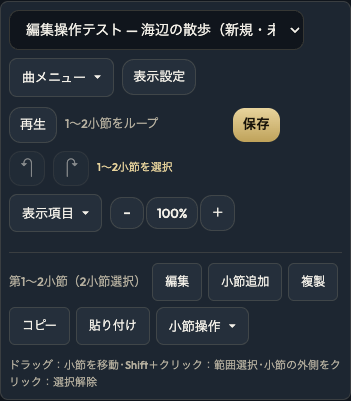 編集操作テスト — 海辺の散歩（新規・
曲メニュー 表示設定
再生 1〜2小節をループ 保存
1〜2小節を選択
表示項目 - 100% +
第1〜2小節（2小節選択） 編集 小節追加 複製
コピー 貼り付け 小節操作
ドラッグ：小節を移動·Shift＋クリック：範囲選択·小節の外側をク
リック：選択解除